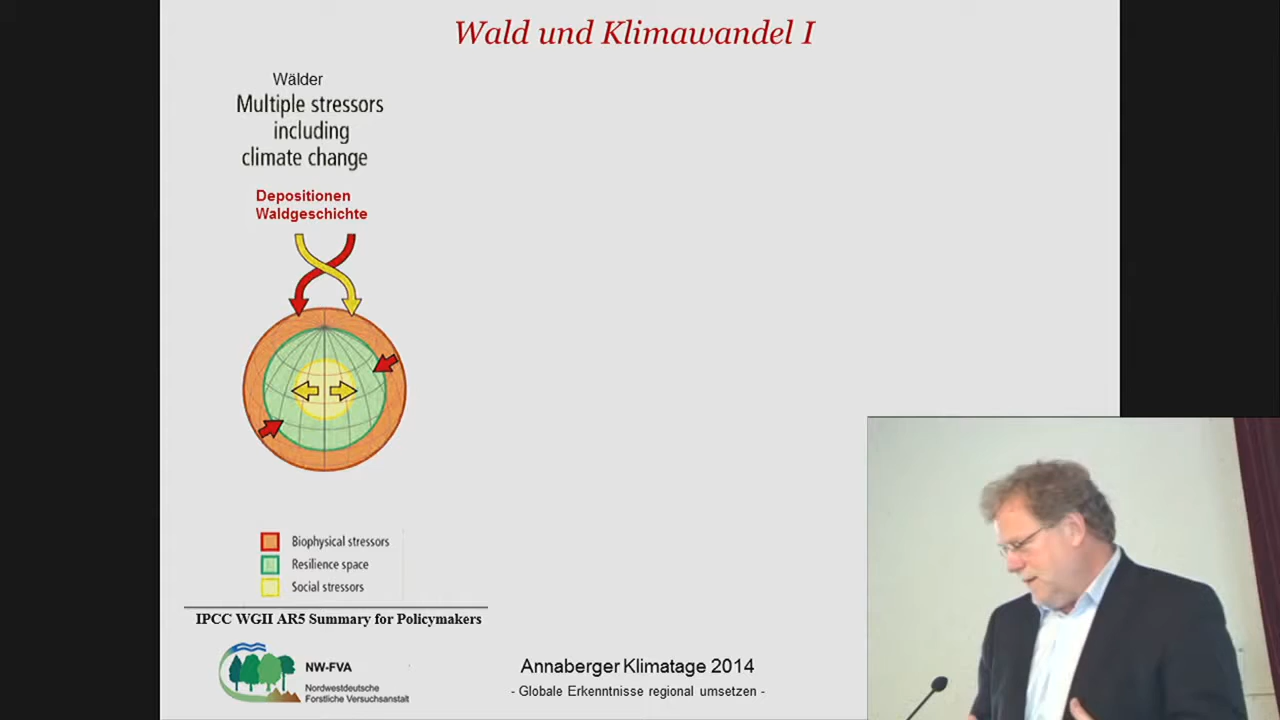 Wald und Klimawandel I
Wälder
Multiple stressors
including
climate change
Depositionen
Waldgeschichte
Biophysical stressors
Resilience space
Social stressors
IPCC WGII AR5 Summary for Policymakers
NW-FVA
Nordwestdeutsche
Forstliche Versuchsanstalt
Annaberger Klimatage 2014
- Globale Erkenntnisse regional umsetzen -